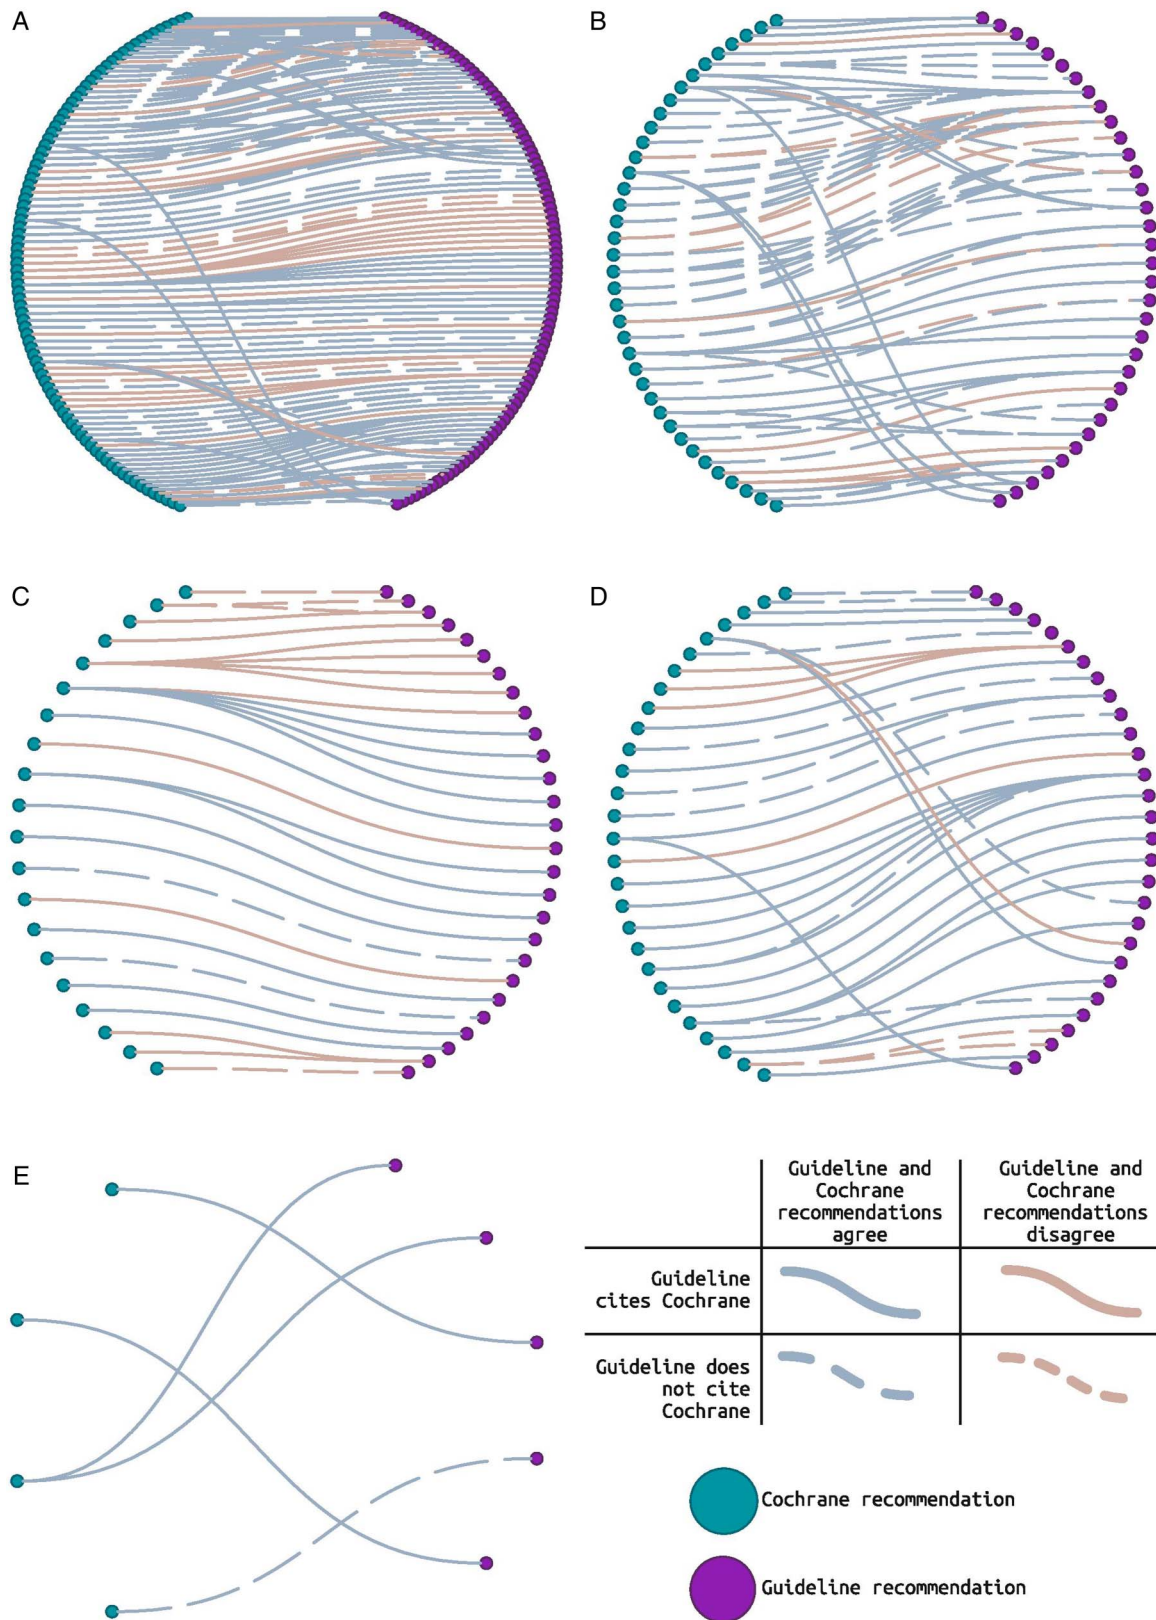 A
B
C
D
E
Guideline and
Cochrane
recommendations
agree
Guideline and
Cochrane
recommendations
disagree
Guideline
cites Cochrane
Guideline does
not cite
Cochrane
Cochrane recommendation
Guideline recommendation